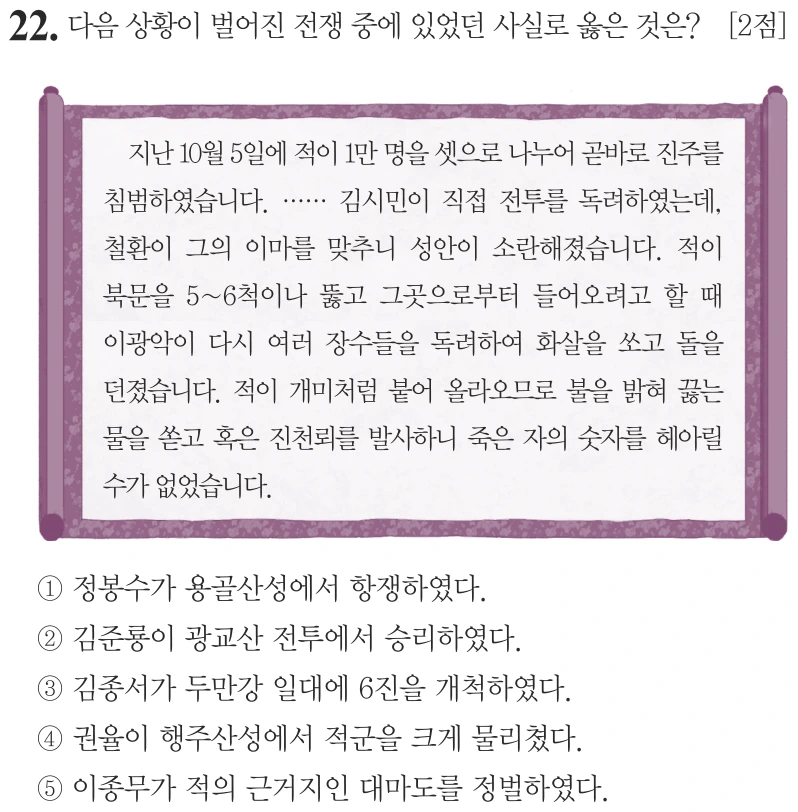 22. 다음 상황이 벌어진 전쟁 중에 있었던 사실로 옳은 것은? [2점]
지난 10월 5일에 적이 1만 명을 셋으로 나누어 곧바로 진주를
침범하였습니다. …… 김시민이 직접 전투를 독려하였는데,
철환이 그의 이마를 맞추니 성안이 소란해졌습니다. 적이
북문을 5~6척이나 뚫고 그곳으로부터 들어오려고 할 때
이광악이 다시 여러 장수들을 독려하여 화살을 쏘고 돌을
던졌습니다. 적이 개미처럼 붙어 올라오므로 불을 밝혀 끓는
물을 쏟고 혹은 진천뢰를 발사하니 죽은 자의 숫자를 헤아릴
수가 없었습니다.
① 정봉수가 용골산성에서 항쟁하였다.
② 김준룡이 광교산 전투에서 승리하였다.
③ 김종서가 두만강 일대에 6진을 개척하였다.
④ 권율이 행주산성에서 적군을 크게 물리쳤다.
⑤ 이종무가 적의 근거지인 대마도를 정벌하였다.